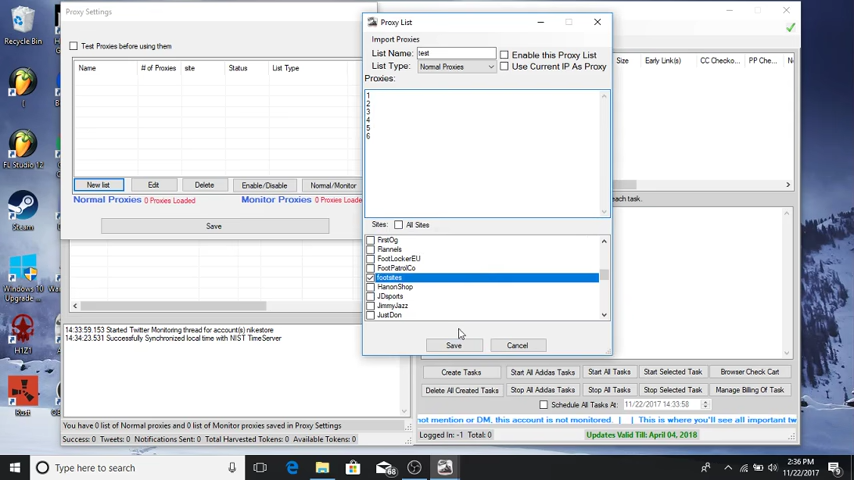 Recycle Bin
Proxy Settings
Test Proxies before using them
Name # of Proxies site Status List Type
New list Edit Delete Enable/Disable Normal/Monitor
Normal Proxies 0 Proxies Loaded Monitor Proxies 0 Proxies Loaded
Save
Proxy List
Import Proxies
List Name: test
Enable this Proxy List
List Type: Normal Proxies
Use Current IP As Proxy
Proxies:
1
2
3
4
5
6
Sites: All Sites
FirstOg
Flannels
FootLockerEU
FootPatrolCo
footsites
HanonShop
JDsports
JimmyJazz
JustDon
Save Cancel
Size Early Link(s) CC Checko... PP Che... N
each task.
FL Studio 12
Steam
Windows 10
Upgrade ...
H1Z1
Rust
14:33:59.153 Started Twitter Monitoring thread for account(s) nikestore
14:34:23.531 Successfully Synchronized local time with NIST TimeServer
Create Tasks Start All Adidas Tasks Start All Tasks Start Selected Task Browser Check Cart
Delete All Created Tasks Stop All Adidas Tasks Stop All Tasks Stop Selected Task Manage Billing Of Task
Schedule All Tasks At: 11/22/2017 14:33:58
You have 0 list of Normal proxies and 0 list of Monitor proxies saved in Proxy Settings
not mention or DM, this account is not monitored. | | This is where you'll see all important tw
Success: 0 Tweets: 0 Notifications Sent: 0 Total Harvested Tokens: 0 Available Tokens: 0
Logged In: -1 Total: 0
Updates Valid Till: April 04, 2018
Type here to search
68
2:36 PM
11/22/2017